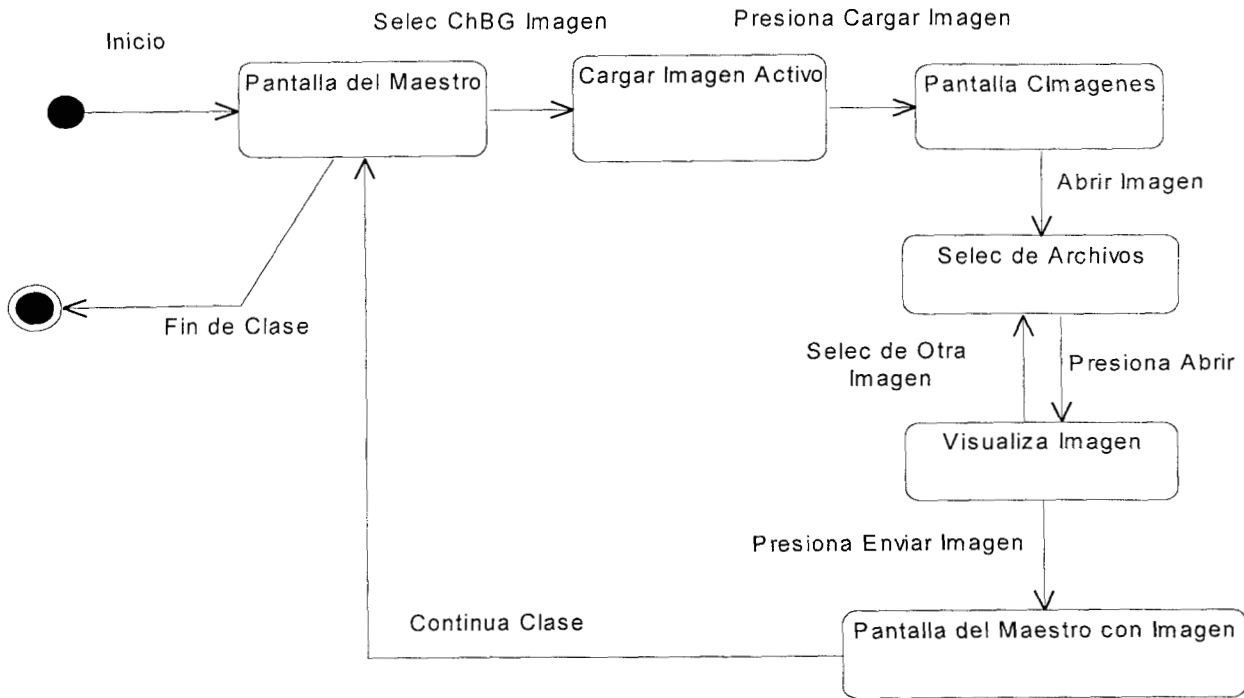 Inicio
Selec ChBG Imagen
Presiona Cargar Imagen
Pantalla del Maestro
Cargar Imagen Activo
Pantalla CImagenes
Abrir Imagen
Selec de Archivos
Fin de Clase
Selec de Otra
Imagen
Presiona Abrir
Visualiza Imagen
Presiona Enviar Imagen
Continua Clase
Pantalla del Maestro con Imagen